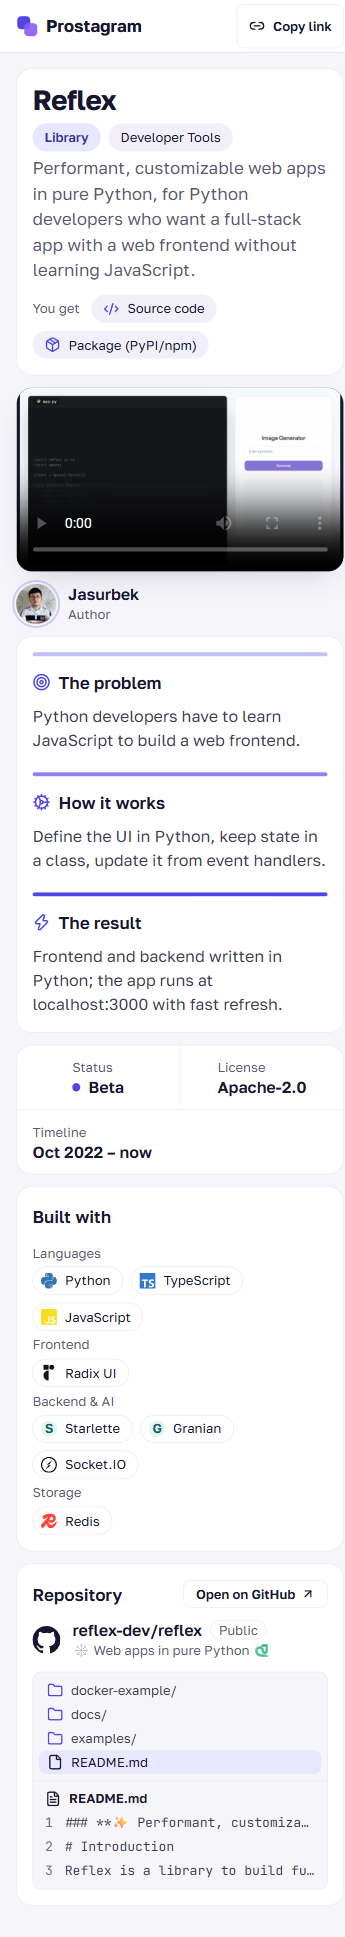 Prostagram
Copy link
Reflex
Library
Developer Tools
Performant, customizable web apps
in pure Python, for Python
developers who want a full-stack
app with a web frontend without
learning JavaScript.
You get
Source code
Package (PyPI/npm)
Image Generator
0:00
Jasurbek
Author
The problem
Python developers have to learn
JavaScript to build a web frontend.
How it works
Define the UI in Python, keep state in
a class, update it from event handlers.
The result
Frontend and backend written in
Python; the app runs at
localhost:3000 with fast refresh.
Status
Beta
License
Apache-2.0
Timeline
Oct 2022 – now
Built with
Languages
Python
TypeScript
JavaScript
Frontend
Radix UI
Backend & AI
Starlette
Granian
Socket.IO
Storage
Redis
Repository
Open on GitHub
reflex-dev/reflex
Public
🕸️ Web apps in pure Python 🐍
docker-example/
docs/
examples/
README.md
README.md
1 ### **✨ Performant, customiza…
2 # Introduction
3 Reflex is a library to build fu…